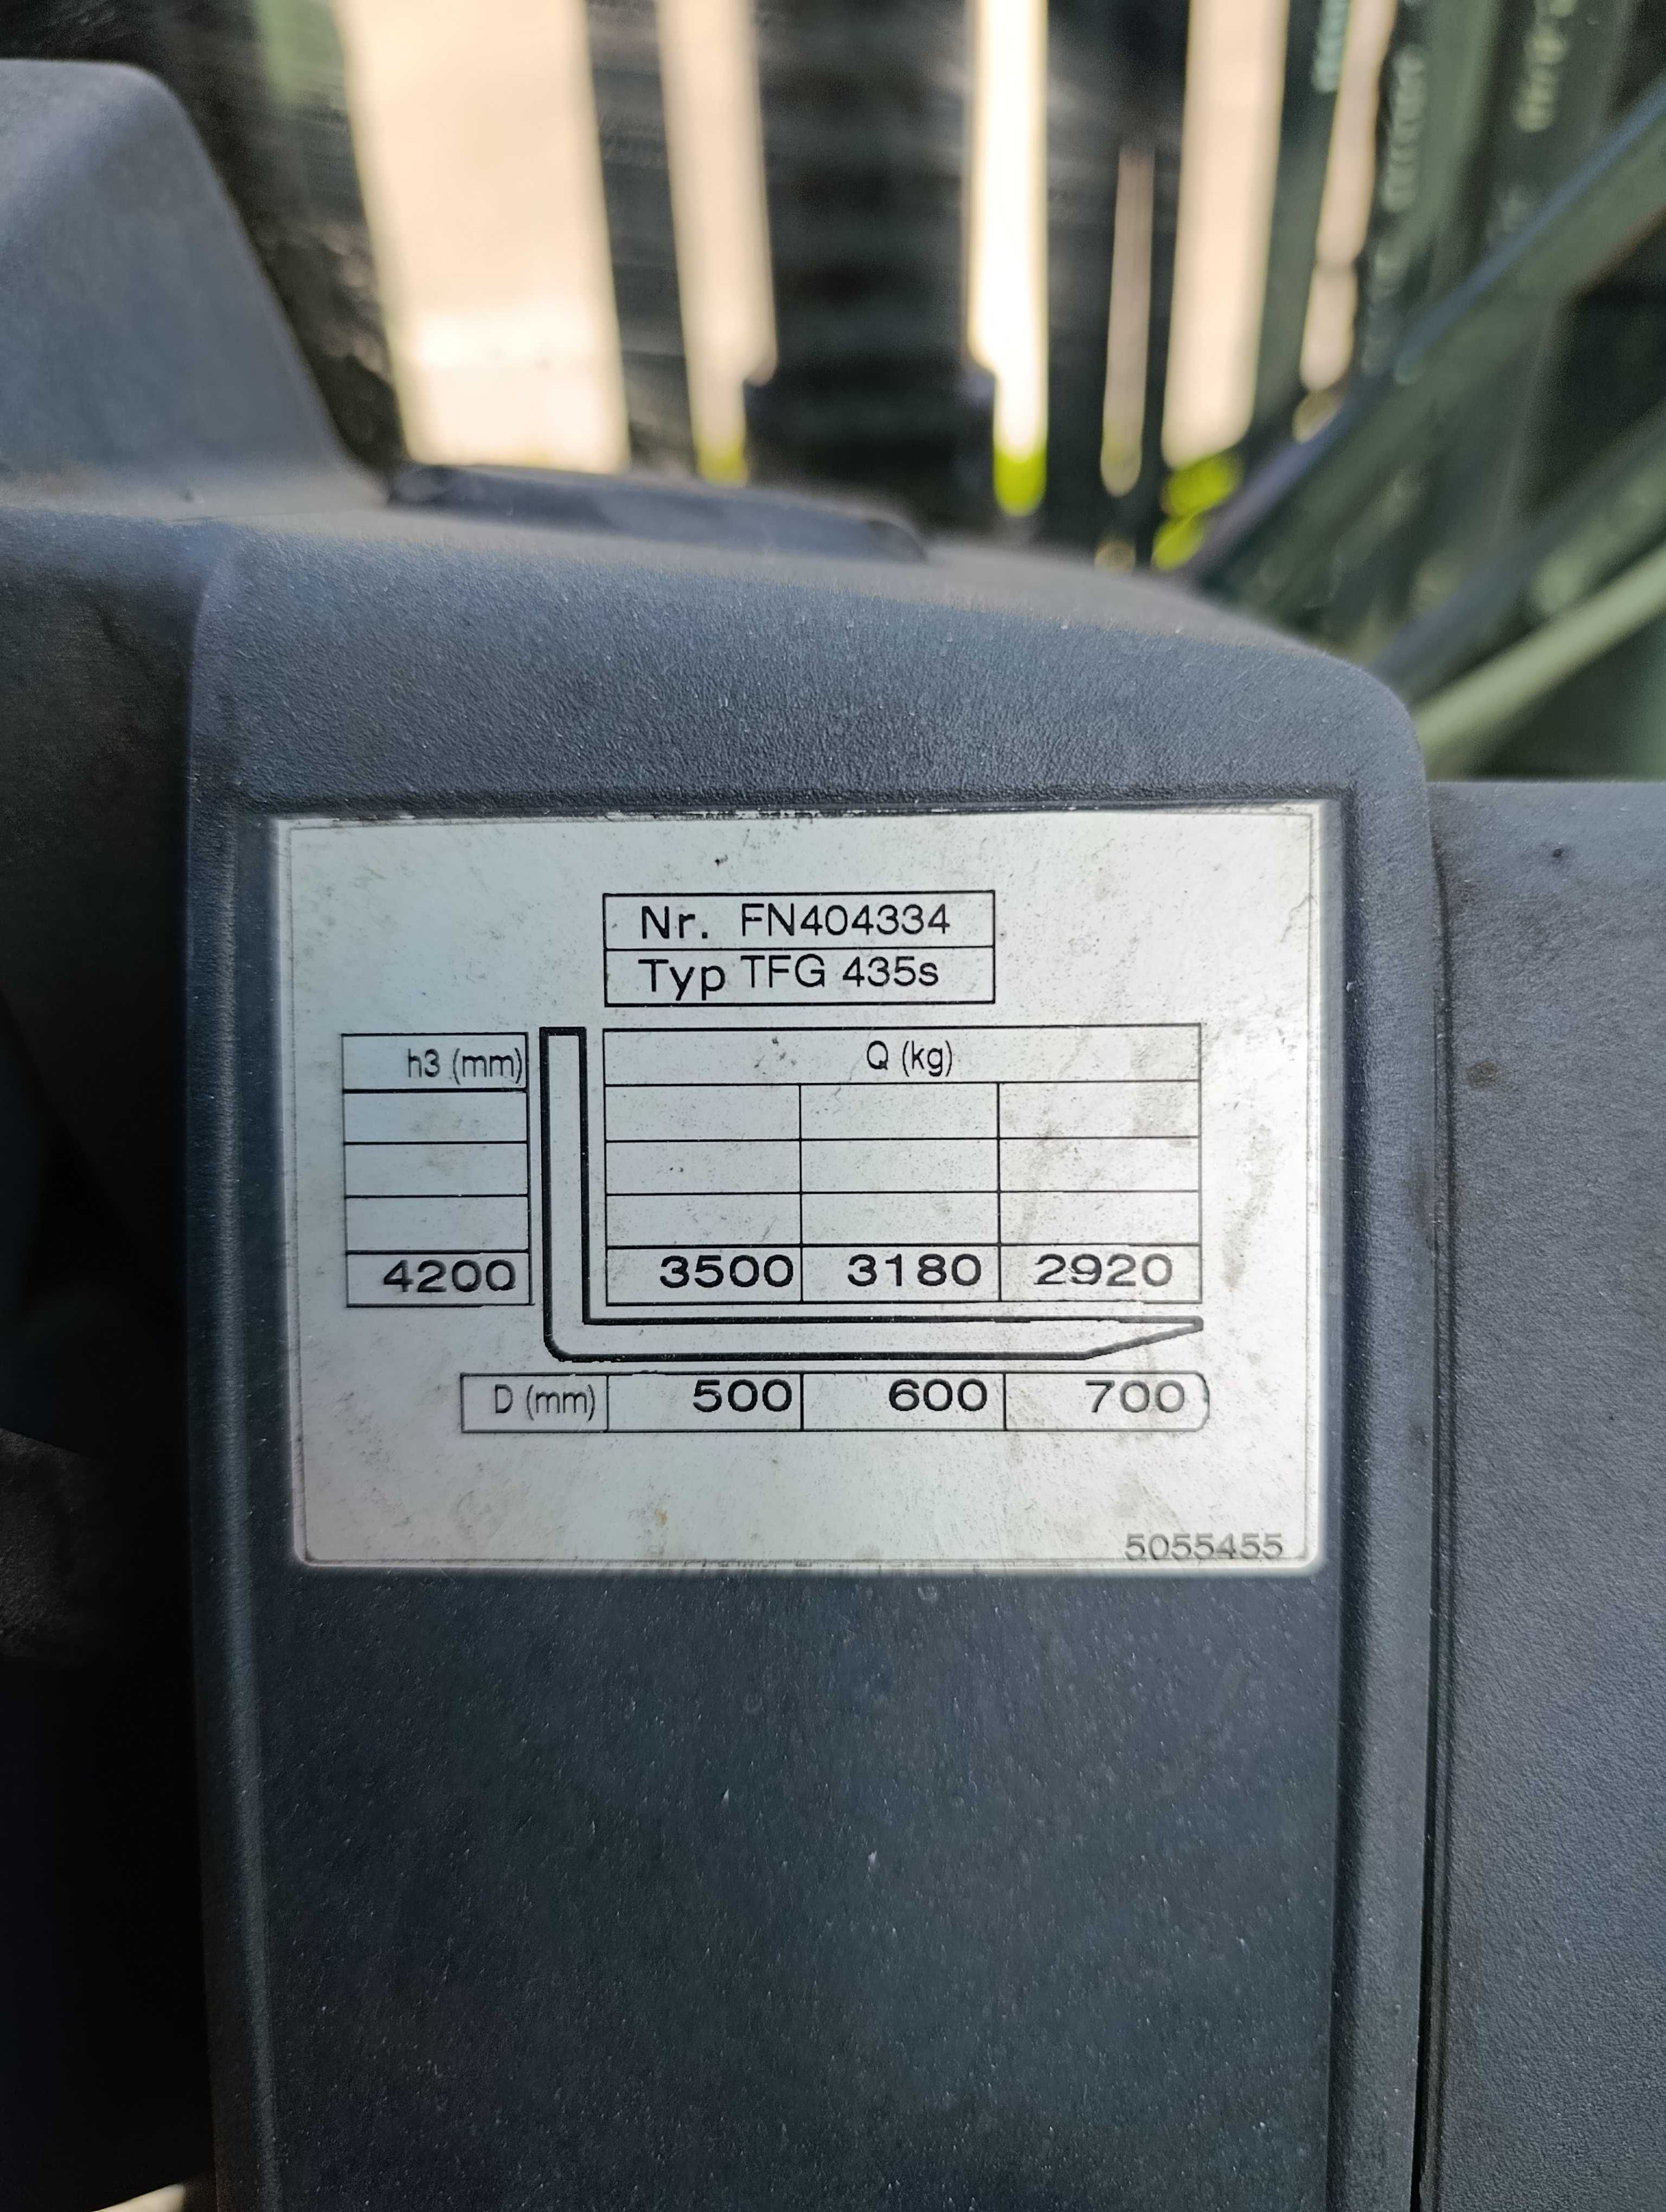 Nr. FN404334
Typ TFG 435s
h3 (mm) Q (kg)
4200 3500 3180 2920
D (mm) 500 600 700
5055455